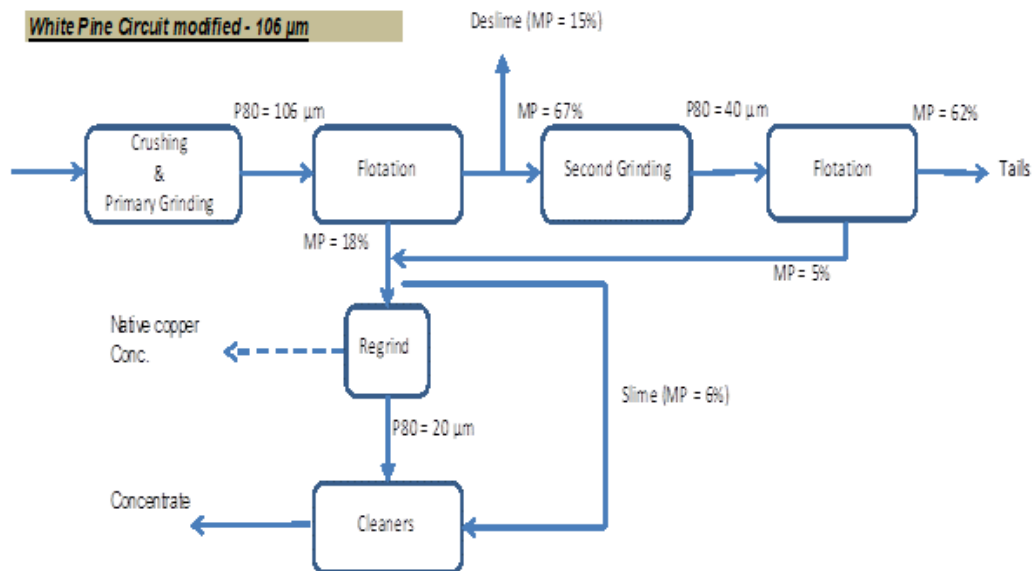 White Pine Circuit modified - 106 µm
Deslime (MP = 15%)
P80 = 106 µm
MP = 67%
P80 = 40 µm
MP = 62%
Crushing
&
Primary Grinding
Flotation
Second Grinding
Flotation
Tails
MP = 18%
MP = 5%
Native copper
Conc.
Regrind
Slime (MP = 6%)
P80 = 20 µm
Concentrate
Cleaners